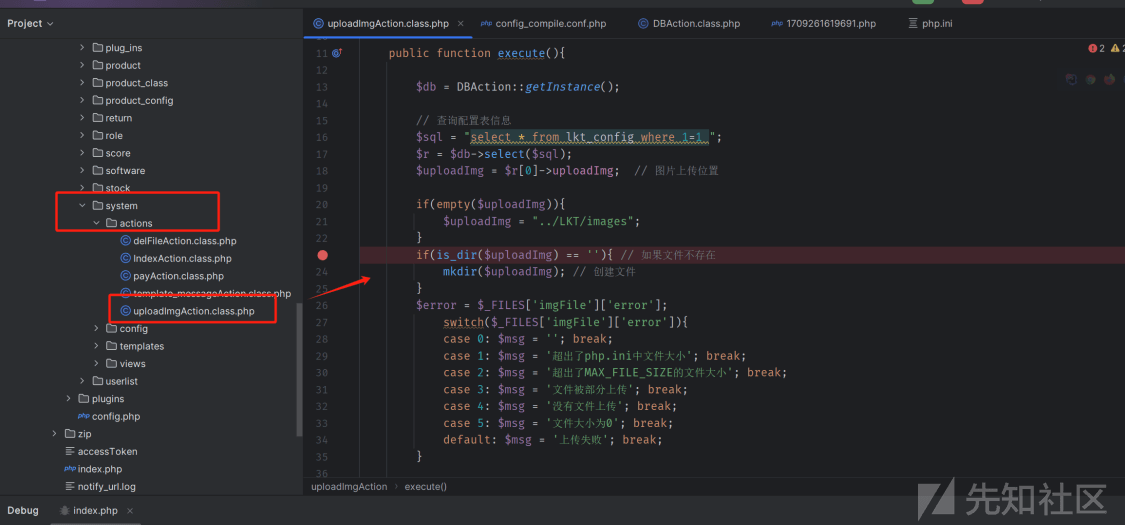 Project
uploadImgAction.class.php
config_compile.conf.php
DBAction.class.php
1709261619691.php
php.ini
plug_ins
product
product_class
product_config
return
role
score
software
stock
system
actions
delFileAction.class.php
IndexAction.class.php
payAction.class.php
template_messageAction.class.php
uploadImgAction.class.php
config
templates
views
userlist
plugins
php config.php
zip
accessToken
php index.php
notify_url.log
11 public function execute(){
12
13 $db = DBAction::getInstance();
14
15 // 查询配置表信息
16 $sql = "select * from lkt_config where 1=1 ";
17 $r = $db->select($sql);
18 $uploadImg = $r[0]->uploadImg; // 图片上传位置
19
20 if(empty($uploadImg)){
21 $uploadImg = "../LKT/images";
22 }
if(is_dir($uploadImg) == ''){ // 如果文件不存在
24 mkdir($uploadImg); // 创建文件
25 }
26 $error = $_FILES['imgFile']['error'];
27 switch($_FILES['imgFile']['error']){
28 case 0: $msg = ''; break;
29 case 1: $msg = '超出了php.ini中文件大小'; break;
30 case 2: $msg = '超出了MAX_FILE_SIZE的文件大小'; break;
31 case 3: $msg = '文件被部分上传'; break;
32 case 4: $msg = '没有文件上传'; break;
33 case 5: $msg = '文件大小为0'; break;
34 default: $msg = '上传失败'; break;
35 }
36
2 2
uploadImgAction › execute()
Debug
index.php
先知社区